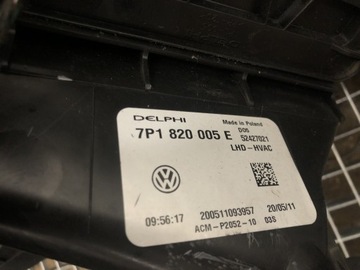 DELPHI
Made in Poland
7P1 820 005 E
D05
52427021
LHD-HVAC
09:56:17
200511093957
20/05/11
ACM-P2052-10
03S